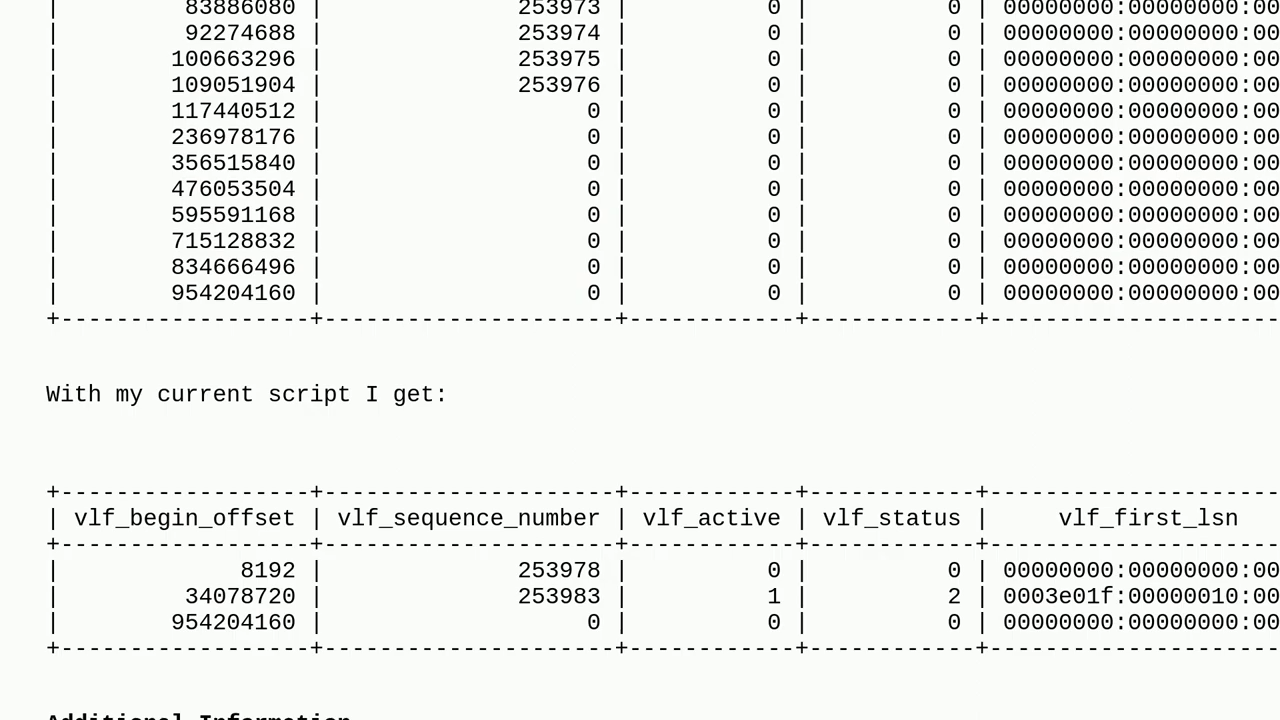 | 83886080 | 253973 | 0 | 0 | 00000000:00000000:00
| 92274688 | 253974 | 0 | 0 | 00000000:00000000:00
| 100663296 | 253975 | 0 | 0 | 00000000:00000000:00
| 109051904 | 253976 | 0 | 0 | 00000000:00000000:00
| 117440512 | 0 | 0 | 0 | 00000000:00000000:00
| 236978176 | 0 | 0 | 0 | 00000000:00000000:00
| 356515840 | 0 | 0 | 0 | 00000000:00000000:00
| 476053504 | 0 | 0 | 0 | 00000000:00000000:00
| 595591168 | 0 | 0 | 0 | 00000000:00000000:00
| 715128832 | 0 | 0 | 0 | 00000000:00000000:00
| 834666496 | 0 | 0 | 0 | 00000000:00000000:00
| 954204160 | 0 | 0 | 0 | 00000000:00000000:00
+------------------+---------------------+------------+------------+----------------------
With my current script I get:
+------------------+---------------------+------------+------------+----------------------
| vlf_begin_offset | vlf_sequence_number | vlf_active | vlf_status | vlf_first_lsn
+------------------+---------------------+------------+------------+----------------------
| 8192 | 253978 | 0 | 0 | 00000000:00000000:00
| 34078720 | 253983 | 1 | 2 | 0003e01f:00000010:00
| 954204160 | 0 | 0 | 0 | 00000000:00000000:00
+------------------+---------------------+------------+------------+----------------------
Additional Information